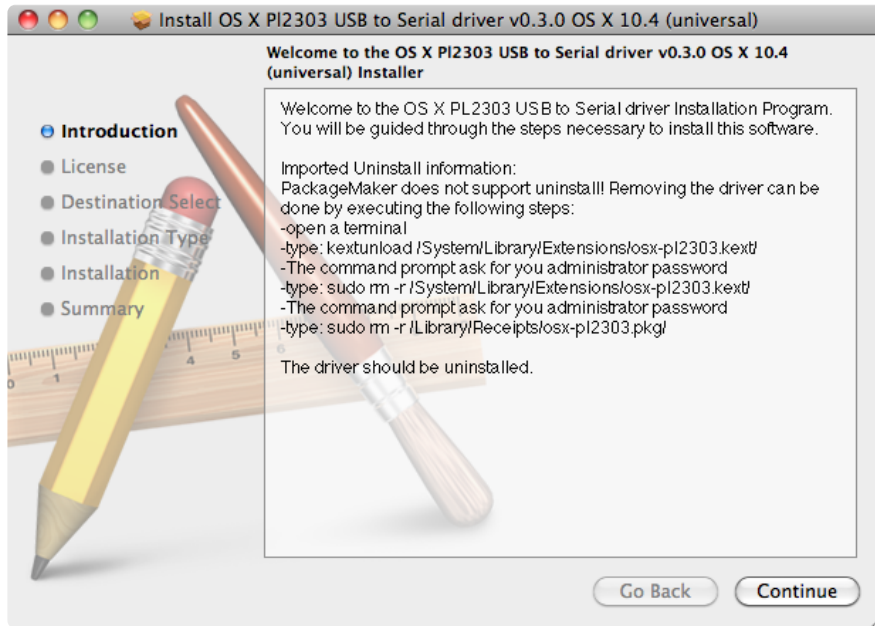 Install OS X Pl2303 USB to Serial driver v0.3.0 OS X 10.4 (universal)
Welcome to the OS X Pl2303 USB to Serial driver v0.3.0 OS X 10.4
(universal) Installer
Introduction
License
Destination Select
Installation Type
Installation
Summary
Welcome to the OS X PL2303 USB to Serial driver Installation Program.
You will be guided through the steps necessary to install this software.
Imported Uninstall information:
PackageMaker does not support uninstall! Removing the driver can be
done by executing the following steps:
-open a terminal
-type: kextunload /System/Library/Extensions/osx-pl2303.kext/
-The command prompt ask for you administrator password
-type: sudo rm -r /System/Library/Extensions/osx-pl2303.kext/
-The command prompt ask for you administrator password
-type: sudo rm -r /Library/Receipts/osx-pl2303.pkg/
The driver should be uninstalled.
0 1 4 5 6
Go Back
Continue